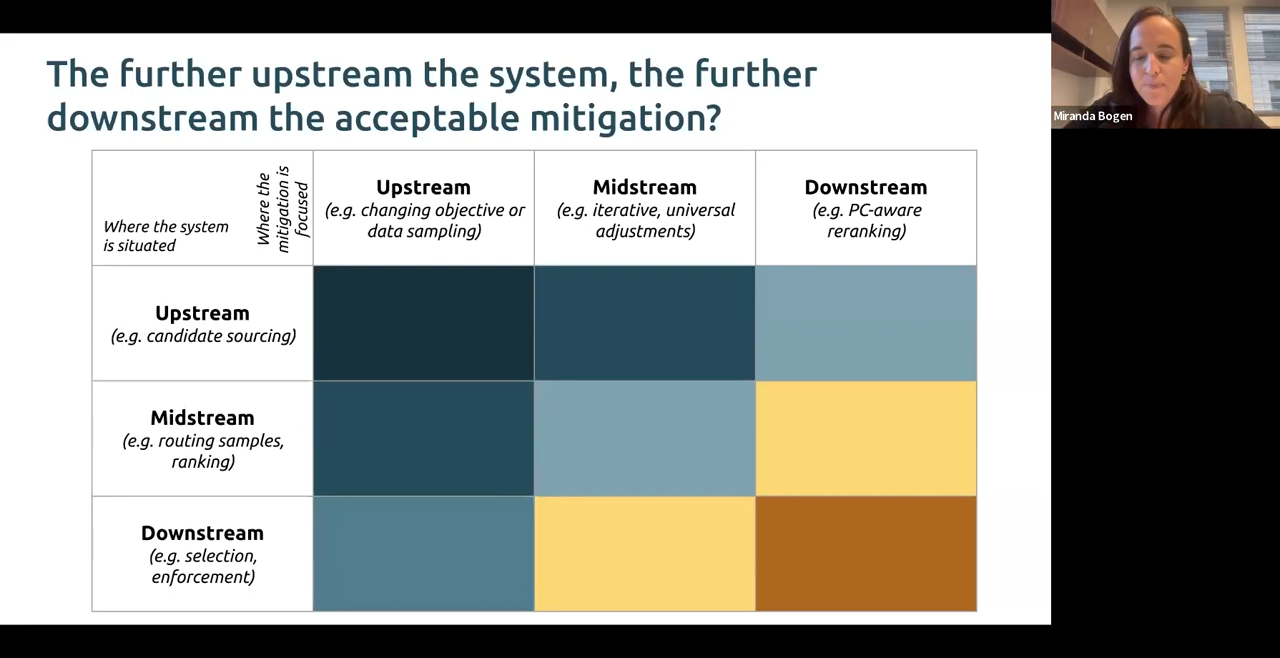 The further upstream the system, the further
downstream the acceptable mitigation?
Miranda Bogen
Where the system
is situated
Where the
mitigation is
focused
Upstream
(e.g. changing objective or
data sampling)
Midstream
(e.g. iterative, universal
adjustments)
Downstream
(e.g. PC-aware
reranking)
Upstream
(e.g. candidate sourcing)
Midstream
(e.g. routing samples,
ranking)
Downstream
(e.g. selection,
enforcement)